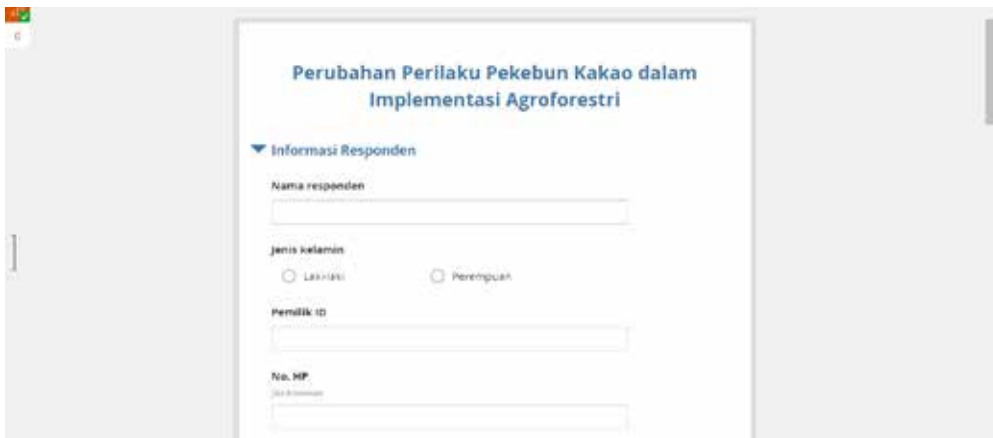 Perubahan Perilaku Pekebun Kakao dalam
Implementasi Agroforestri
Informasi Responden
Nama responden
Jenis kelamin
Laki-laki Perempuan
Pemilik ID
No. HP